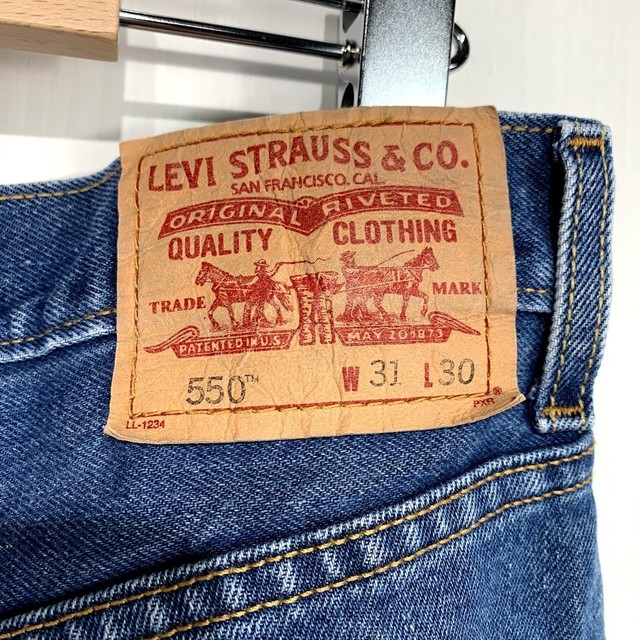 LEVI STRAUSS & CO.
SAN FRANCISCO. CAL.
ORIGINAL RIVETED
QUALITY CLOTHING
TRADE MARK
PATENTED IN U.S. MAY 20 1873
550™ W 31 L 30
LL-1234 PXR®